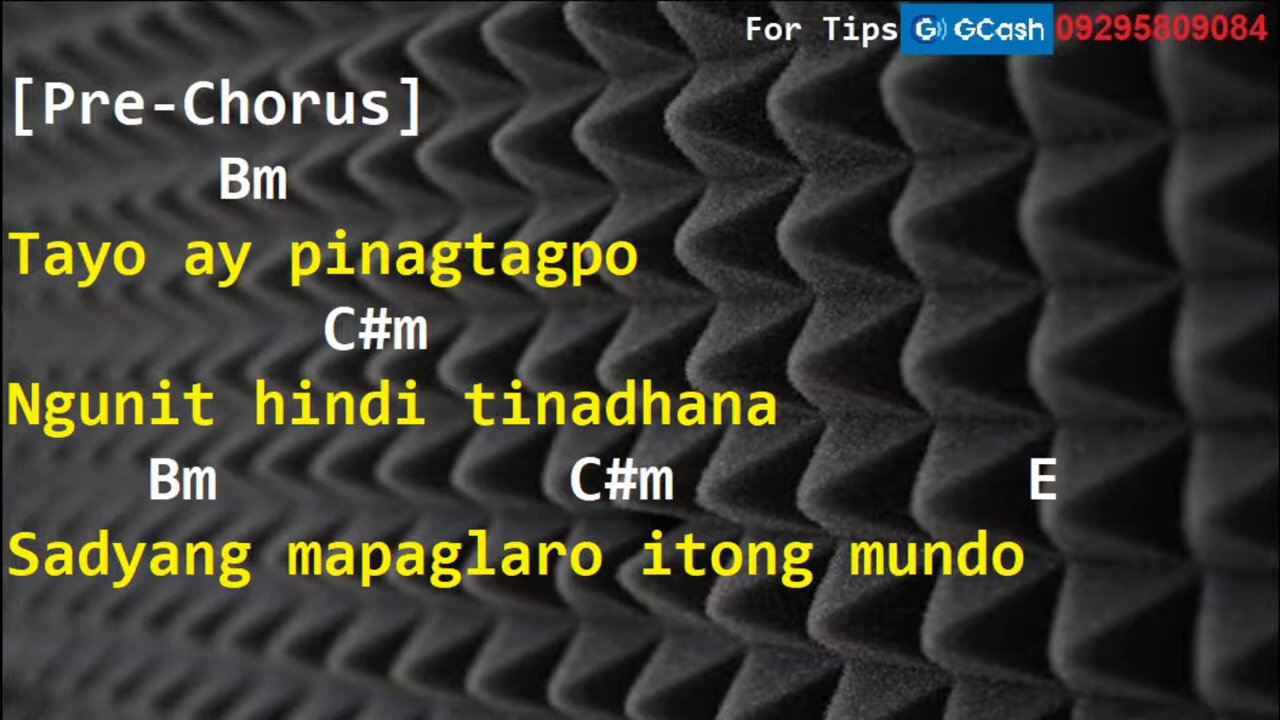 For Tips GCash 09295809084
[Pre-Chorus]
Bm
Tayo ay pinagtagpo
C#m
Ngunit hindi tinadhana
Bm C#m E
Sadyang mapaglaro itong mundo